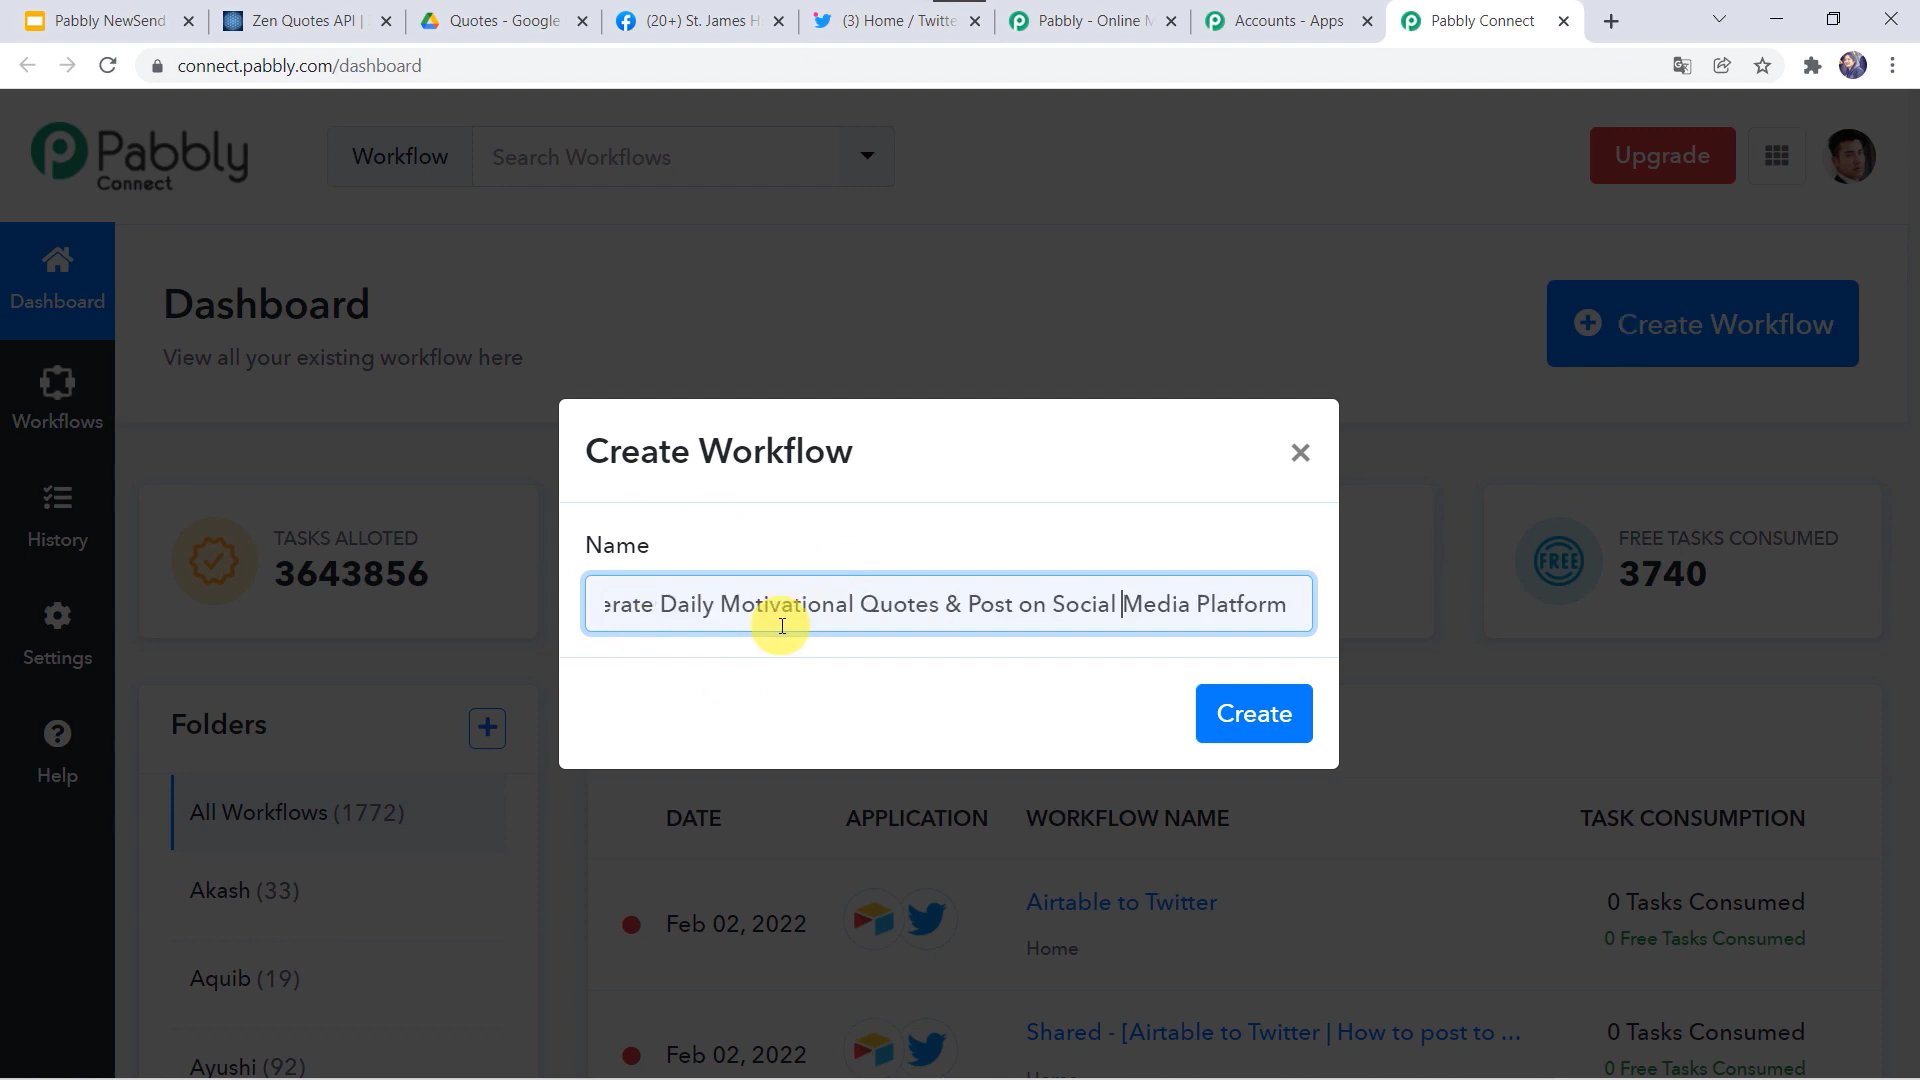 Pabbly NewSend
Zen Quotes API |
Quotes - Google
(20+) St. James H
(3) Home / Twitte
Pabbly - Online M
Accounts - Apps
Pabbly Connect
connect.pabbly.com/dashboard
Pabbly
Connect
Workflow
Search Workflows
Upgrade
Dashboard
Workflows
History
Settings
Help
Dashboard
View all your existing workflow here
Create Workflow
Create Workflow
Name
erate Daily Motivational Quotes & Post on Social Media Platform
Create
TASKS ALLOTED
3643856
FREE TASKS CONSUMED
FREE
3740
Folders
All Workflows (1772)
Akash (33)
Aquib (19)
Ayushi (92)
DATE
APPLICATION
WORKFLOW NAME
TASK CONSUMPTION
Feb 02, 2022
Airtable to Twitter
Home
0 Tasks Consumed
0 Free Tasks Consumed
Feb 02, 2022
Shared - [Airtable to Twitter | How to post to ...
0 Tasks Consumed
0 Free Tasks Consumed